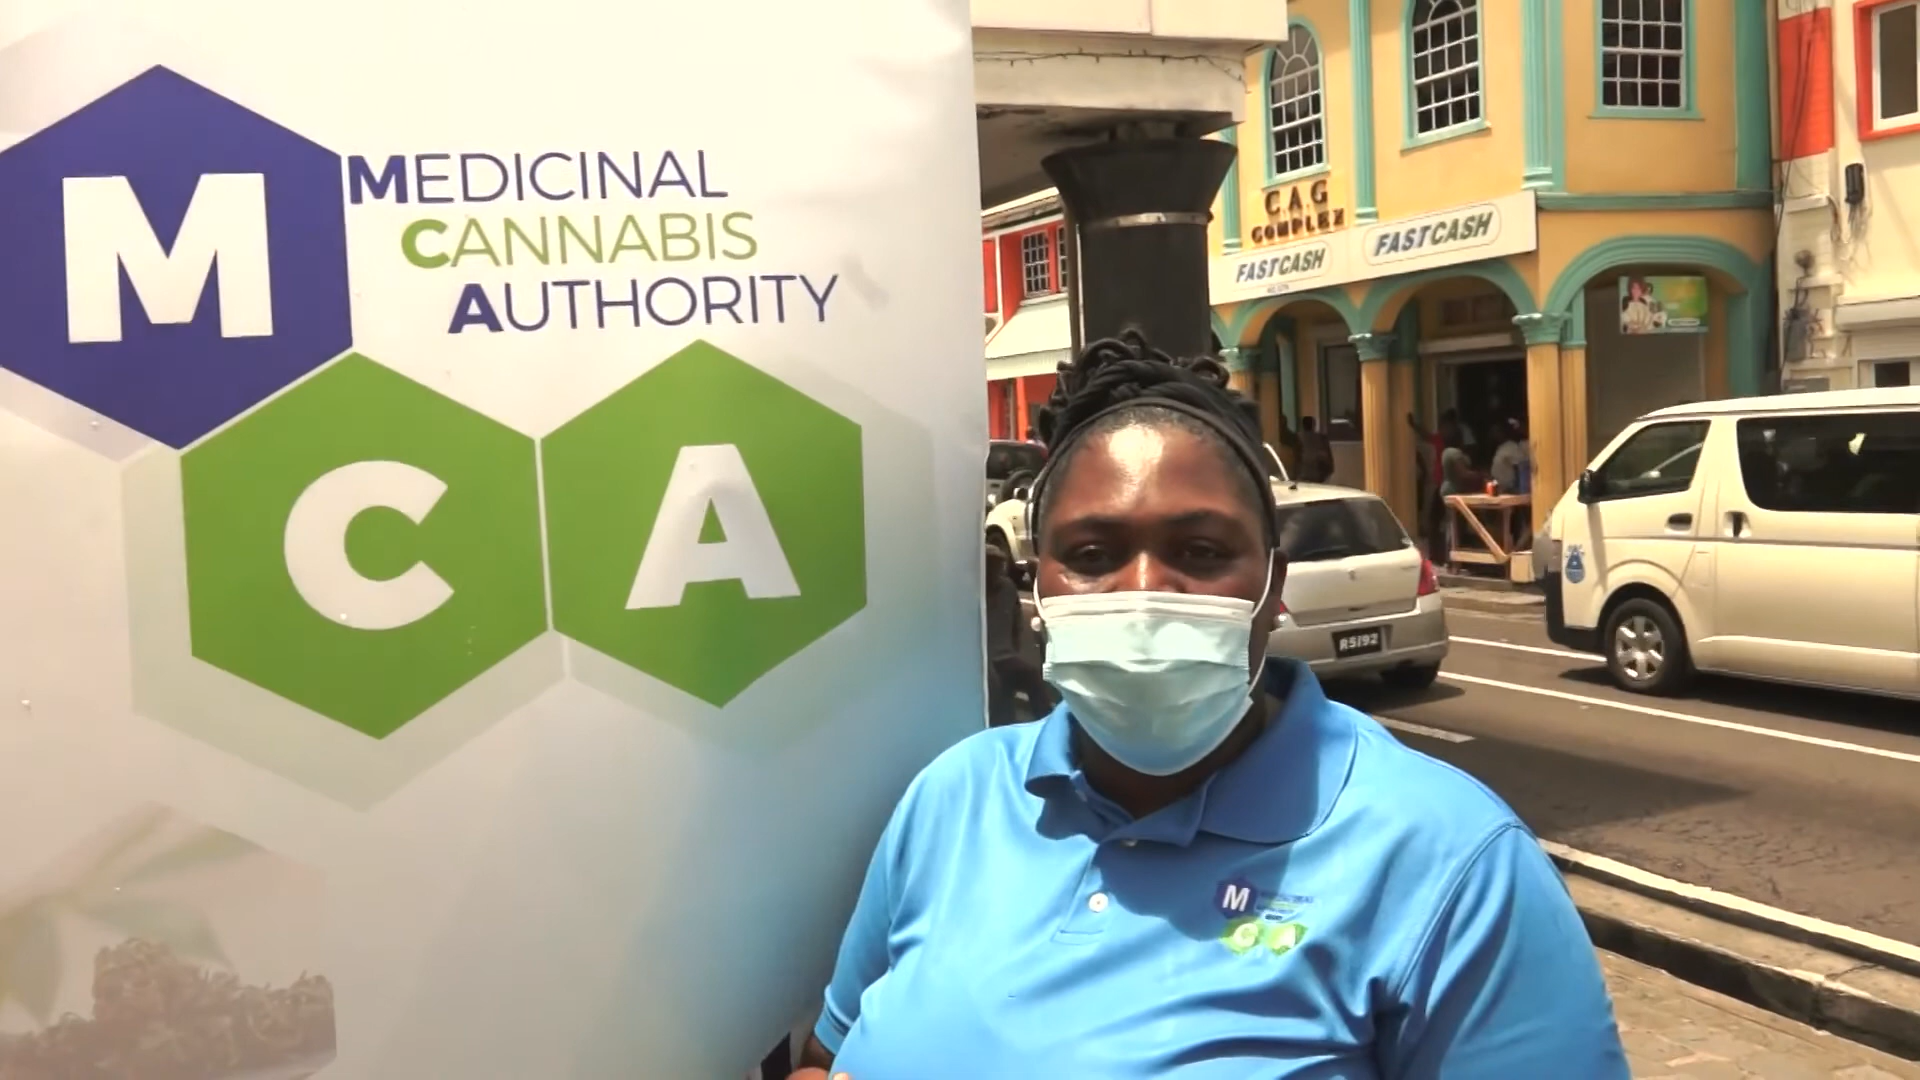 M
MEDICINAL
CANNABIS
AUTHORITY
C A
C.A.G
COMPLEX
FASTCASH
FASTCASH
R5192
M
C A